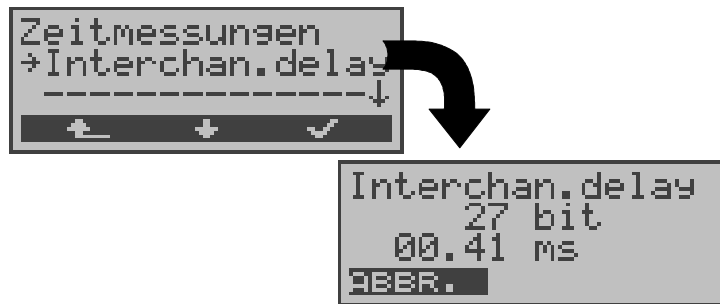 Zeitmessungen
→Interchan.delay
---------------↓
Interchan.delay
27 bit
00.41 ms
ABBR.